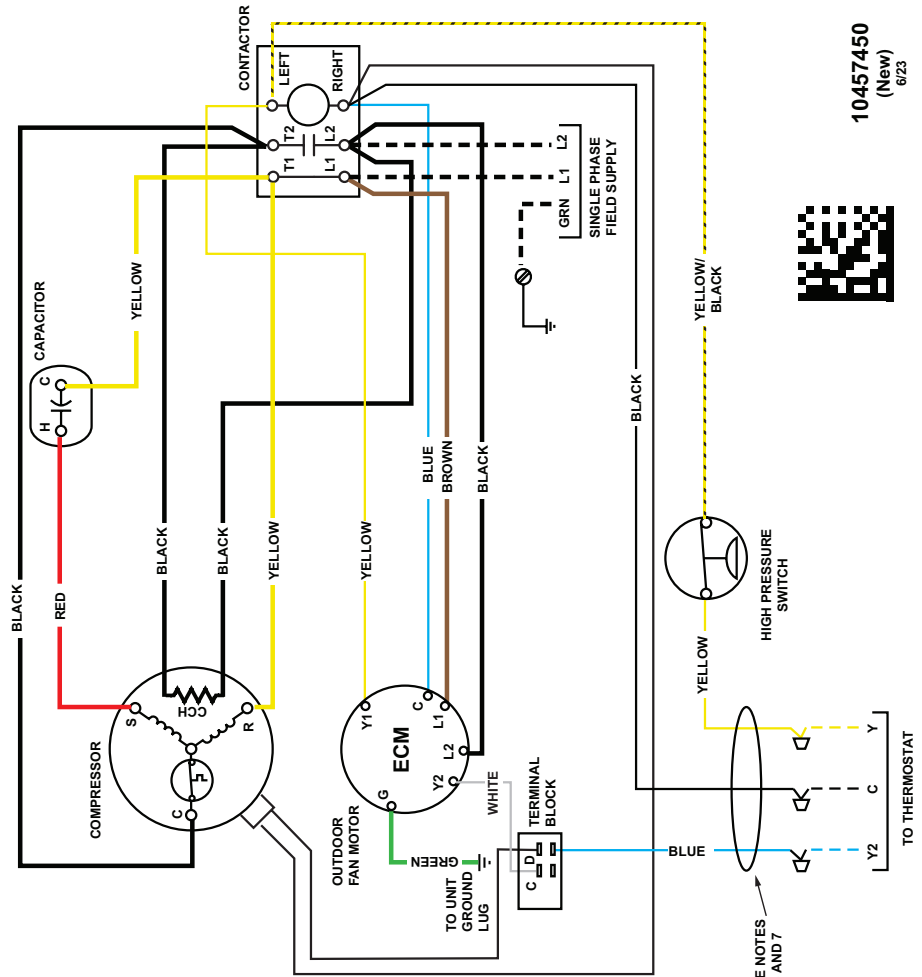 CONTACTOR
LEFT
RIGHT
T2
L2
T1
L1
L2
L1
GRN
SINGLE PHASE
FIELD SUPPLY
10457450
(New)
6/23
CAPACITOR
C
H
YELLOW
YELLOW/
BLACK
BLACK
BLUE
BROWN
BLACK
BLACK
RED
BLACK
BLACK
YELLOW
YELLOW
HIGH PRESSURE
SWITCH
YELLOW
COMPRESSOR
S
CCH
R
C
OUTDOOR
FAN MOTOR
ECM
Y1
C
L1
L2
Y2
G
WHITE
GREEN
TO UNIT
GROUND
LUG
TERMINAL
BLOCK
D
C
BLUE
Y
C
Y2
TO THERMOSTAT
E NOTES
AND 7